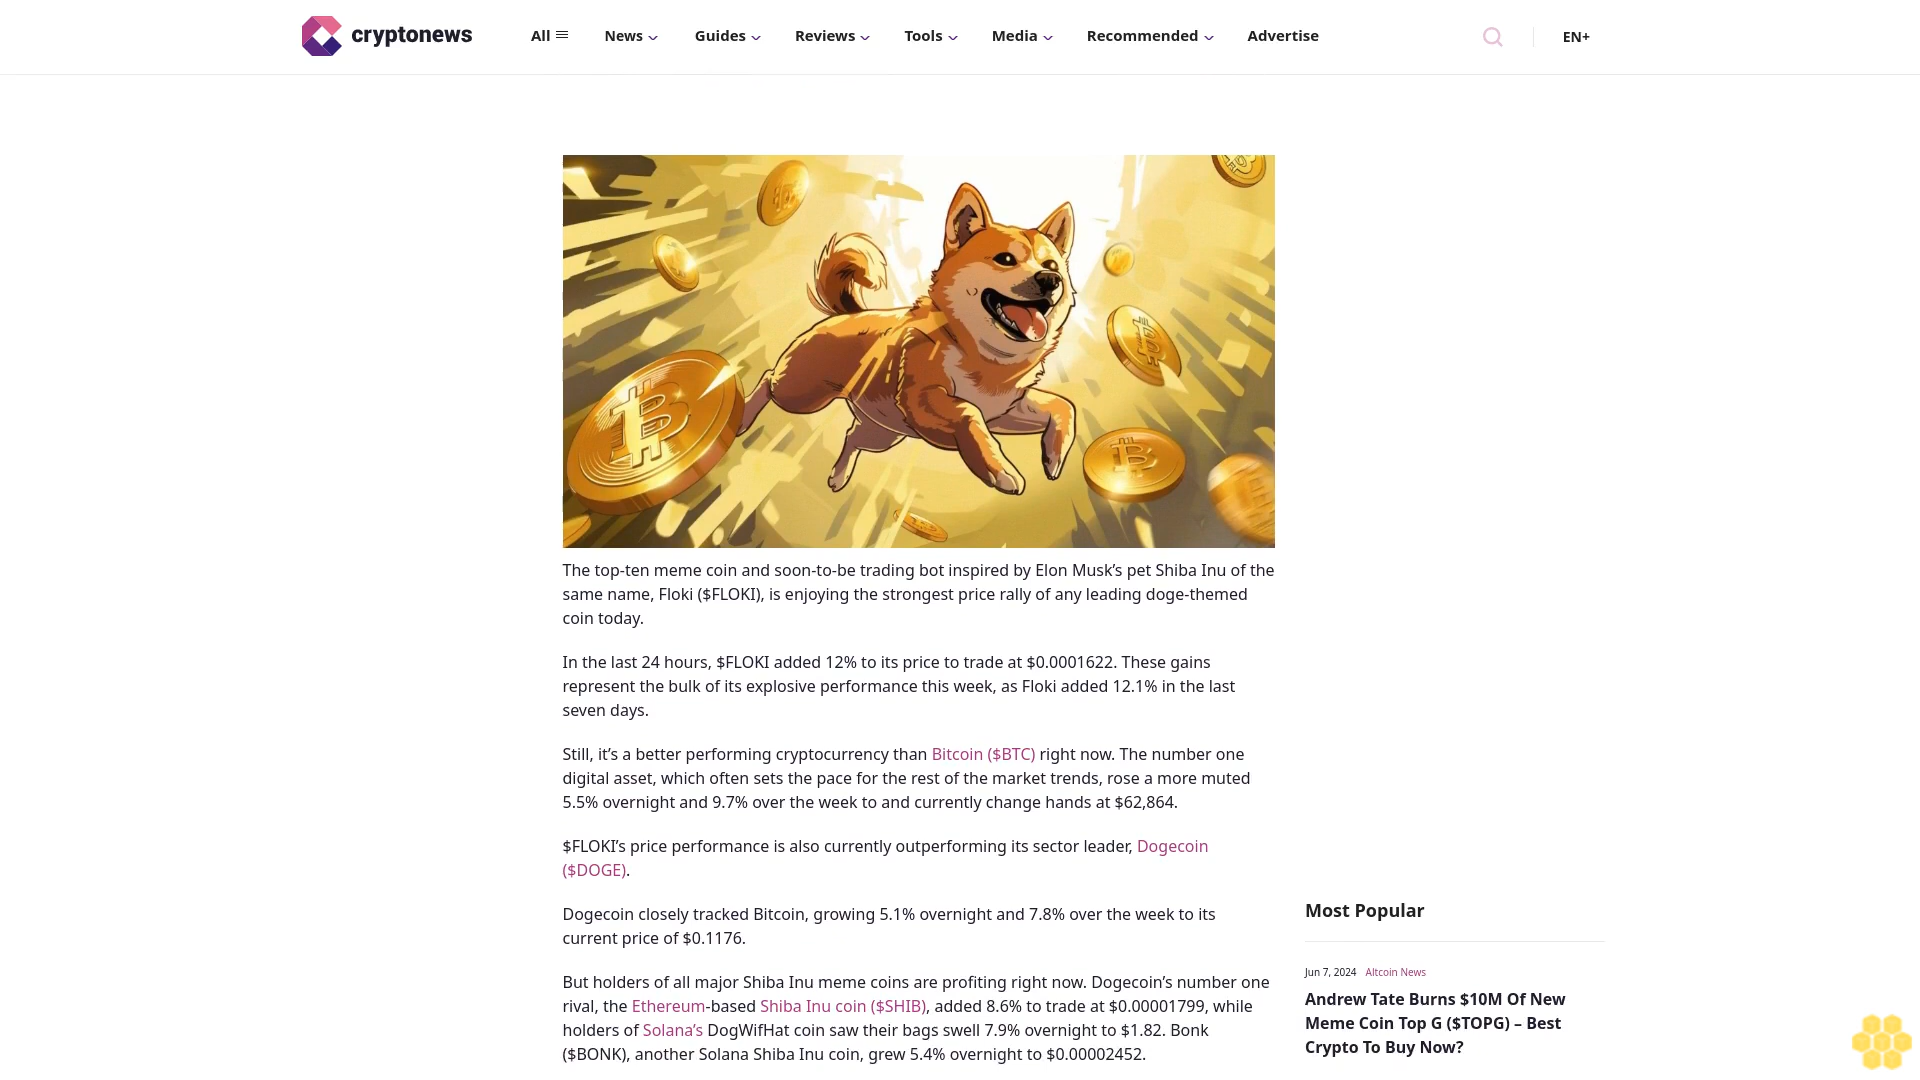 cryptonews
All
News
Guides
Reviews
Tools
Media
Recommended
Advertise
EN+
The top-ten meme coin and soon-to-be trading bot inspired by Elon Musk’s pet Shiba Inu of the
same name, Floki ($FLOKI), is enjoying the strongest price rally of any leading doge-themed
coin today.
In the last 24 hours, $FLOKI added 12% to its price to trade at $0.0001622. These gains
represent the bulk of its explosive performance this week, as Floki added 12.1% in the last
seven days.
Still, it’s a better performing cryptocurrency than Bitcoin ($BTC) right now. The number one
digital asset, which often sets the pace for the rest of the market trends, rose a more muted
5.5% overnight and 9.7% over the week to and currently change hands at $62,864.
$FLOKI’s price performance is also currently outperforming its sector leader, Dogecoin
($DOGE).
Dogecoin closely tracked Bitcoin, growing 5.1% overnight and 7.8% over the week to its
current price of $0.1176.
But holders of all major Shiba Inu meme coins are profiting right now. Dogecoin’s number one
rival, the Ethereum-based Shiba Inu coin ($SHIB), added 8.6% to trade at $0.00001799, while
holders of Solana’s DogWifHat coin saw their bags swell 7.9% overnight to $1.82. Bonk
($BONK), another Solana Shiba Inu coin, grew 5.4% overnight to $0.00002452.
Most Popular
Jun 7, 2024 Altcoin News
Andrew Tate Burns $10M Of New
Meme Coin Top G ($TOPG) – Best
Crypto To Buy Now?